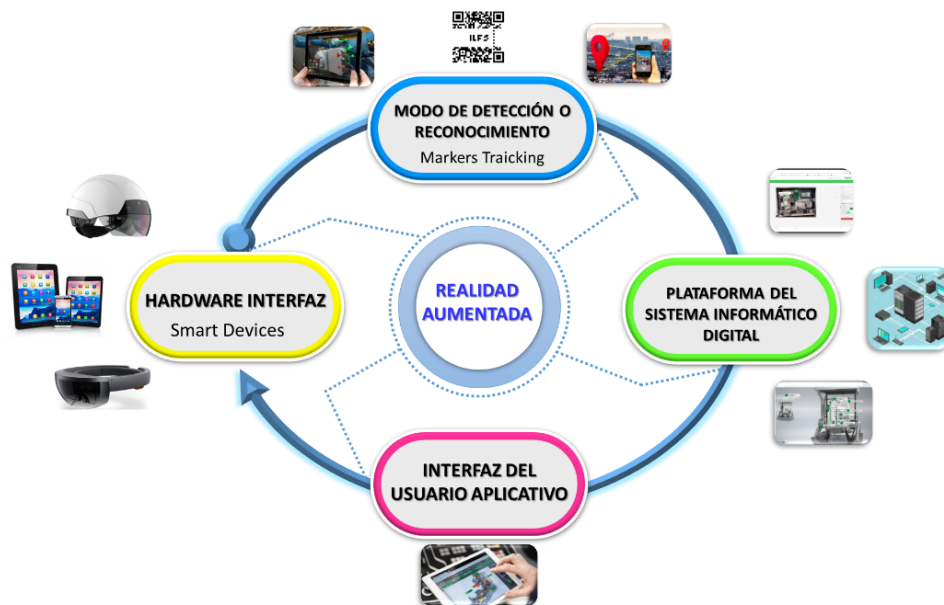 ILFS
MODO DE DETECCIÓN O
RECONOCIMIENTO
Markers Traicking
HARDWARE INTERFAZ
Smart Devices
REALIDAD
AUMENTADA
PLATAFORMA DEL
SISTEMA INFORMÁTICO
DIGITAL
INTERFAZ DEL
USUARIO APLICATIVO